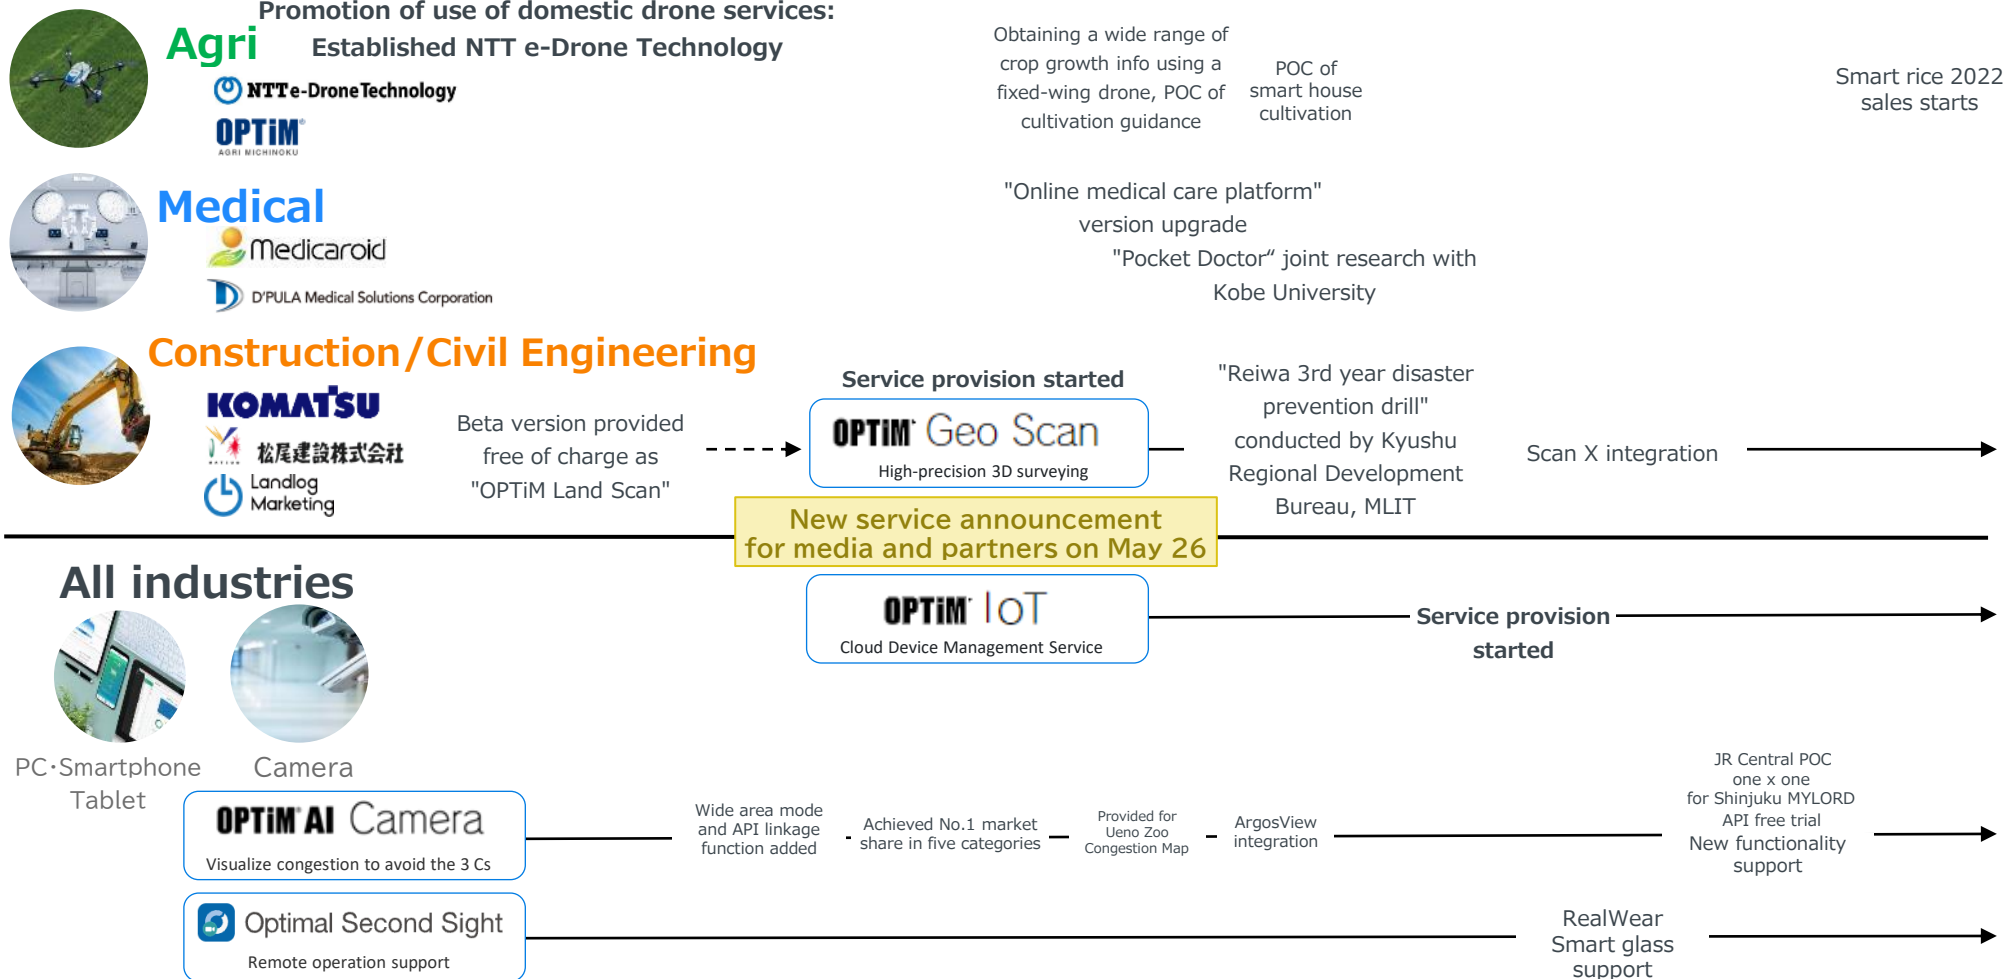 Promotion of use of domestic drone services:
Established NTT e-Drone Technology
Agri
NTT e-Drone Technology
OPTiM
AGRI MICHINOKU
Obtaining a wide range of
crop growth info using a
fixed-wing drone, POC of
cultivation guidance
POC of
smart house
cultivation
Smart rice 2022
sales starts
Medical
Medicaroid
D'PULA Medical Solutions Corporation
"Online medical care platform"
version upgrade
"Pocket Doctor“ joint research with
Kobe University
Construction/Civil Engineering
KOMATSU
松尾建設株式会社
Landlog
Marketing
Beta version provided
free of charge as
"OPTiM Land Scan"
Service provision started
OPTiM Geo Scan
High-precision 3D surveying
"Reiwa 3rd year disaster
prevention drill"
conducted by Kyushu
Regional Development
Bureau, MLIT
Scan X integration
New service announcement
for media and partners on May 26
All industries
OPTiM IoT
Cloud Device Management Service
Service provision
started
PC・Smartphone
Tablet
Camera
OPTiM AI Camera
Visualize congestion to avoid the 3 Cs
Wide area mode
and API linkage
function added
Achieved No.1 market
share in five categories
Provided for
Ueno Zoo
Congestion Map
ArgosView
integration
JR Central POC
one x one
for Shinjuku MYLORD
API free trial
New functionality
support
Optimal Second Sight
Remote operation support
RealWear
Smart glass
support